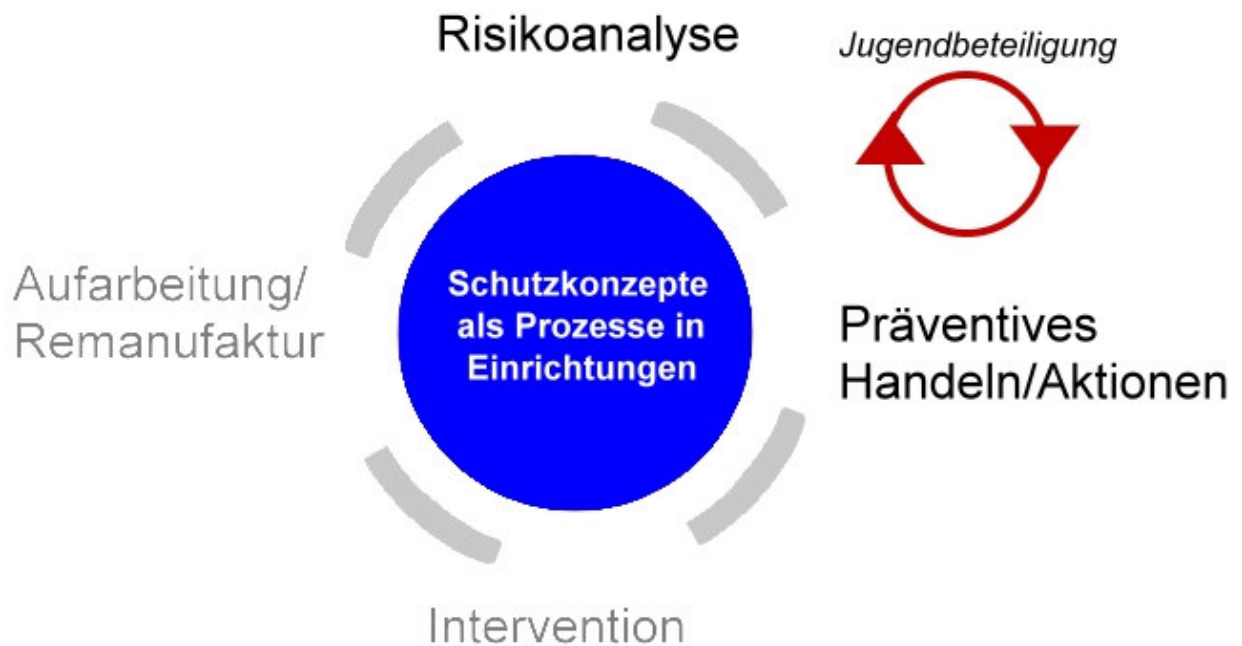 Risikoanalyse
Jugendbeteiligung
Schutzkonzepte
als Prozesse in
Einrichtungen
Präventives
Handeln/Aktionen
Intervention
Aufarbeitung/
Remanufaktur